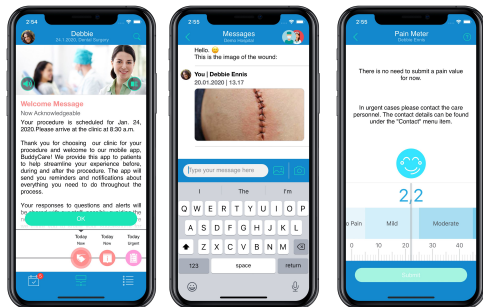 2:54
Debbie
24.1.2020, Dental Surgery
Welcome Message
Now Acknowledgeable
Your procedure is scheduled for Jan. 24,
2020.Please arrive at the clinic at 8:30 a.m.
Thank you for choosing our clinic for your
procedure and welcome to our mobile app,
BuddyCare! We provide this app to patients
to help streamline your experience before,
during and after the procedure. The app will
send you reminders and notifications about
everything you need to do throughout the
process.
Your responses to questions and alerts will
OK
Today
Now
Today
Now
Today
Urgent
2:55
Messages
Demo Hospital
Hello. 😄
This is the image of the wound:
You | Debbie Ennis
20.01.2020 | 13.17
Type your message here
I The I'm
Q W E R T Y U I O P
A S D F G H J K L
Z X C V B N M
123 space return
2:55
Pain Meter
Debbie Ennis
There is no need to submit a pain value
for now.
In urgent cases please contact the care
personnel. The contact details can be found
under the "Contact" menu item.
2,2
o Pain Mild Moderate
0 10 20 30 40
Submit